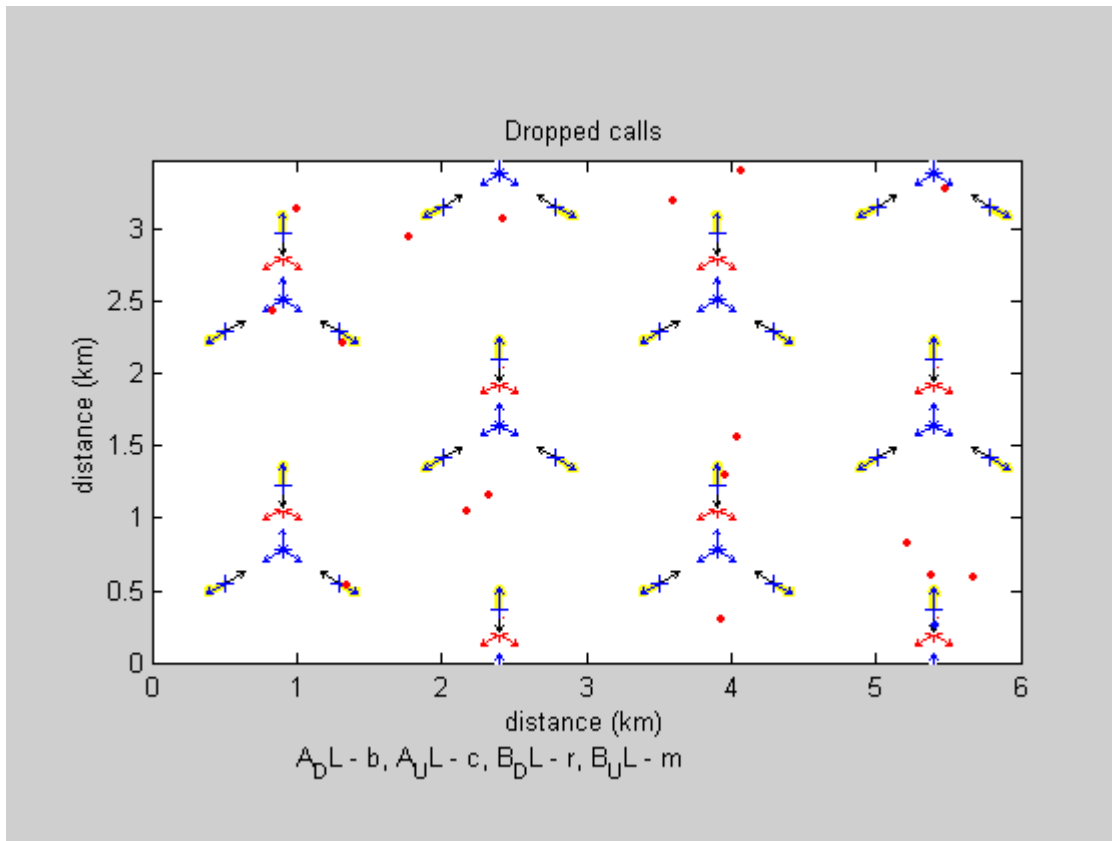 Dropped calls
distance (km)
3
2.5
2
1.5
1
0.5
0
0 1 2 3 4 5 6
distance (km)
A_DL - b, A_UL - c, B_DL - r, B_UL - m